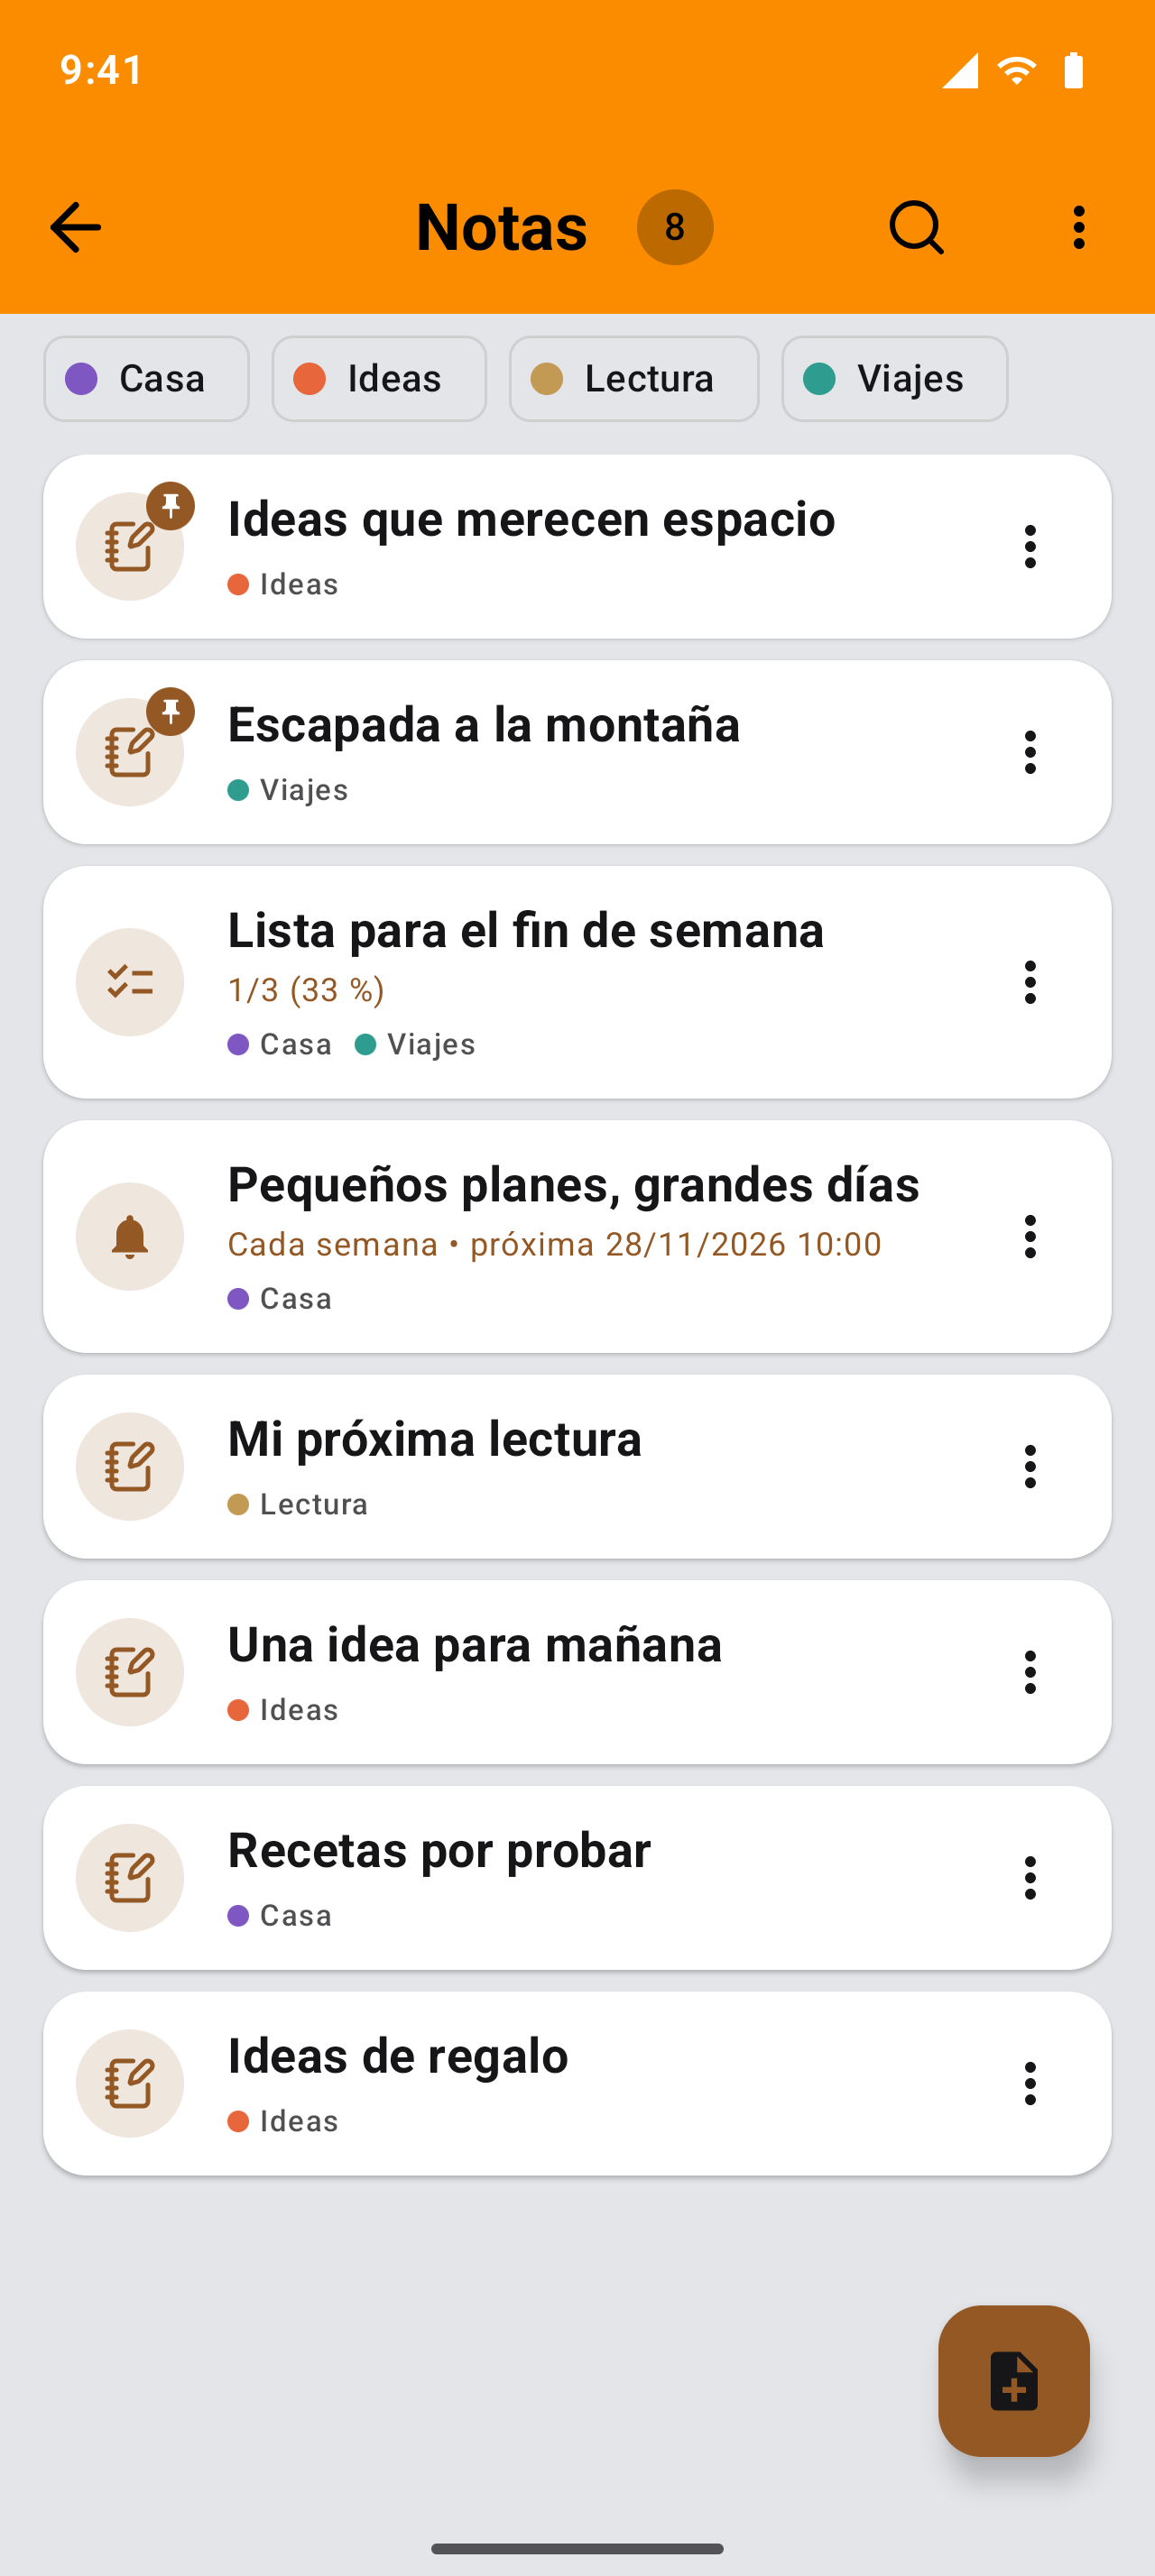 9:41
Notas 8
Casa Ideas Lectura Viajes
Ideas que merecen espacio
Ideas
Escapada a la montaña
Viajes
Lista para el fin de semana
1/3 (33 %)
Casa Viajes
Pequeños planes, grandes días
Cada semana • próxima 28/11/2026 10:00
Casa
Mi próxima lectura
Lectura
Una idea para mañana
Ideas
Recetas por probar
Casa
Ideas de regalo
Ideas